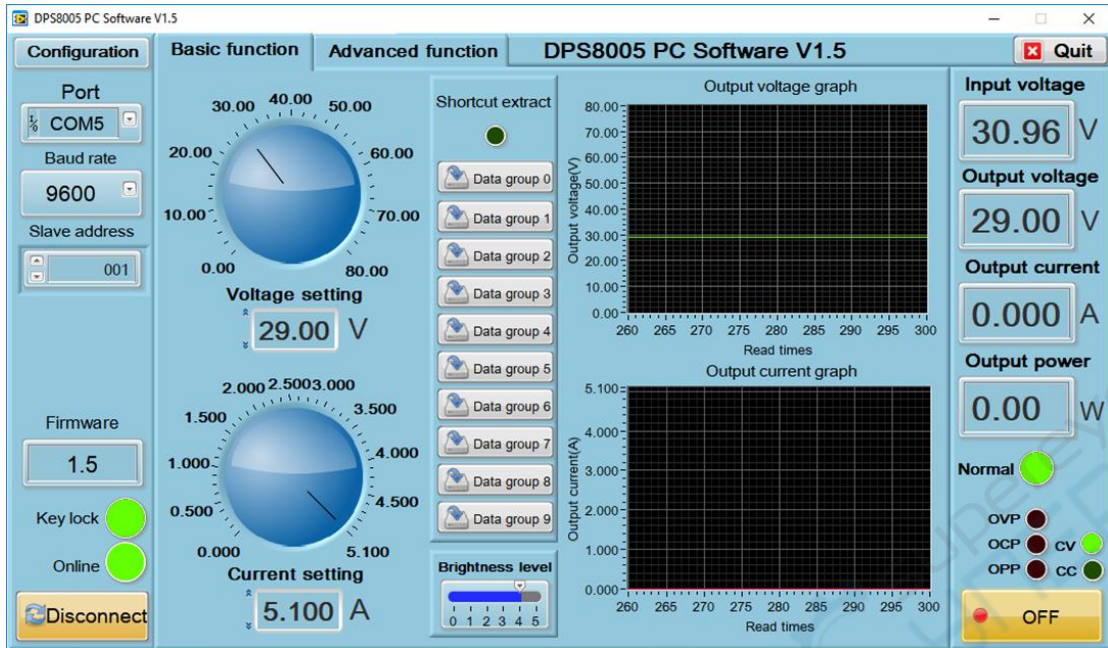 DPS8005 PC Software V1.5
Configuration
Basic function
Advanced function
DPS8005 PC Software V1.5
Quit
Port
COM5
Baud rate
9600
Slave address
001
Firmware
1.5
Key lock
Online
Disconnect
0.00
10.00
20.00
30.00
40.00
50.00
60.00
70.00
80.00
Voltage setting
29.00 V
0.000
0.500
1.000
1.500
2.000
2.500
3.000
3.500
4.000
4.500
5.100
Current setting
5.100 A
Shortcut extract
Data group 0
Data group 1
Data group 2
Data group 3
Data group 4
Data group 5
Data group 6
Data group 7
Data group 8
Data group 9
Brightness level
0 1 2 3 4 5
Output voltage graph
Output voltage(V)
80.00
70.00
60.00
50.00
40.00
30.00
20.00
10.00
0.00
260 265 270 275 280 285 290 295 300
Read times
Output current graph
Output current(A)
5.100
4.000
3.000
2.000
1.000
0.000
260 265 270 275 280 285 290 295 300
Read times
Input voltage
30.96 V
Output voltage
29.00 V
Output current
0.000 A
Output power
0.00 W
Normal
OVP
OCP CV
OPP CC
OFF